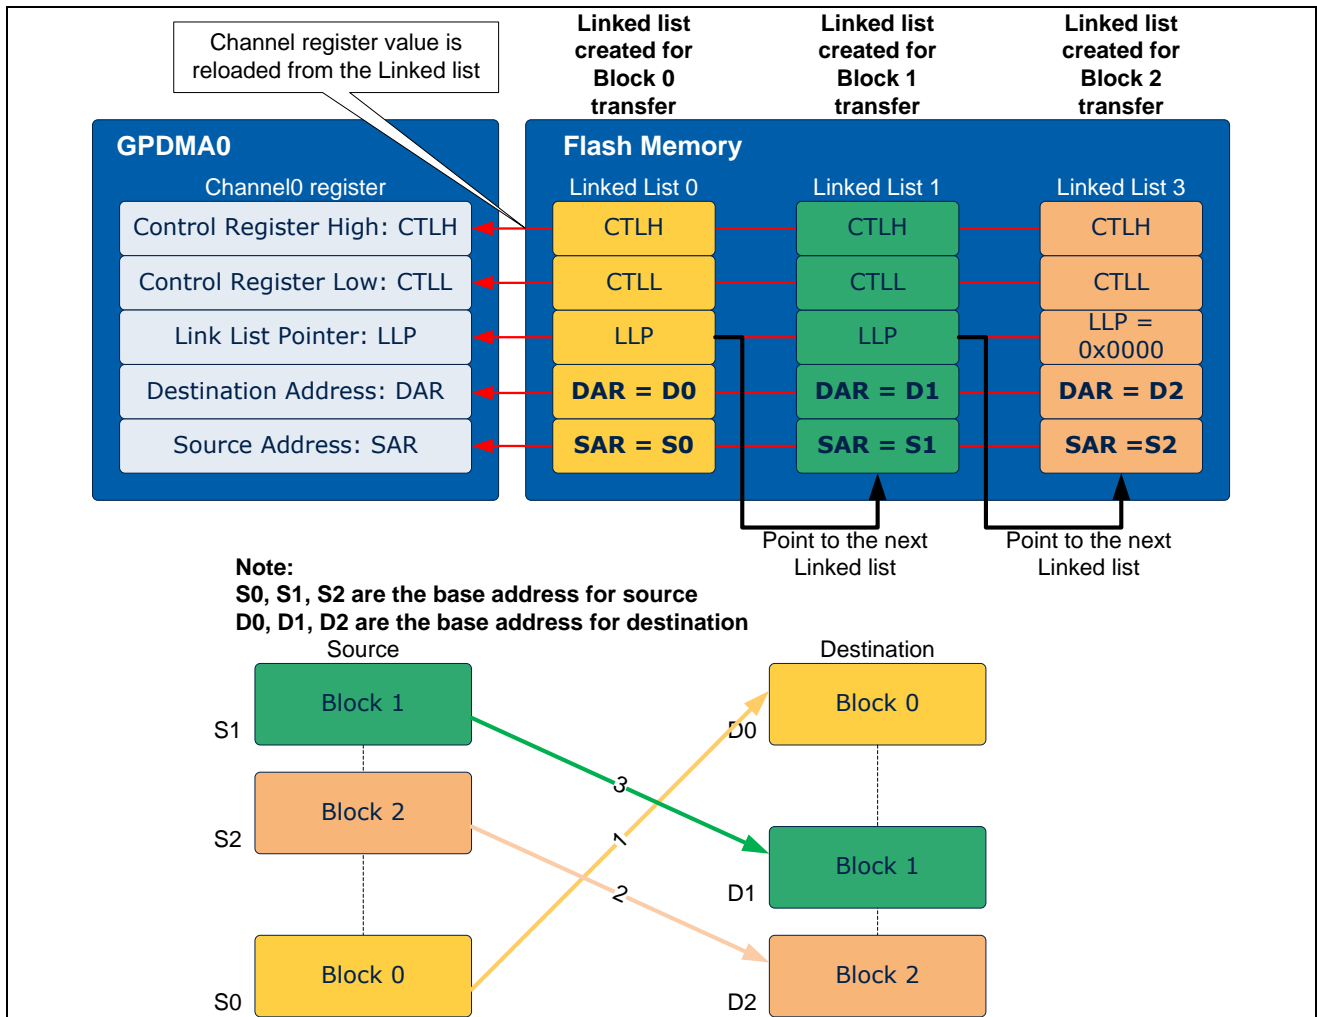 Channel register value is
reloaded from the Linked list
Linked list
created for
Block 0
transfer
Linked list
created for
Block 1
transfer
Linked list
created for
Block 2
transfer
GPDMA0
Channel0 register
Control Register High: CTLH
Control Register Low: CTLL
Link List Pointer: LLP
Destination Address: DAR
Source Address: SAR
Flash Memory
Linked List 0
CTLH
CTLL
LLP
DAR = D0
SAR = S0
Linked List 1
CTLH
CTLL
LLP
DAR = D1
SAR = S1
Linked List 3
CTLH
CTLL
LLP =
0x0000
DAR = D2
SAR =S2
Point to the next
Linked list
Point to the next
Linked list
Note:
S0, S1, S2 are the base address for source
D0, D1, D2 are the base address for destination
Source
Block 1
S1
Block 2
S2
Block 0
S0
3
1
2
Destination
Block 0
D0
Block 1
D1
Block 2
D2